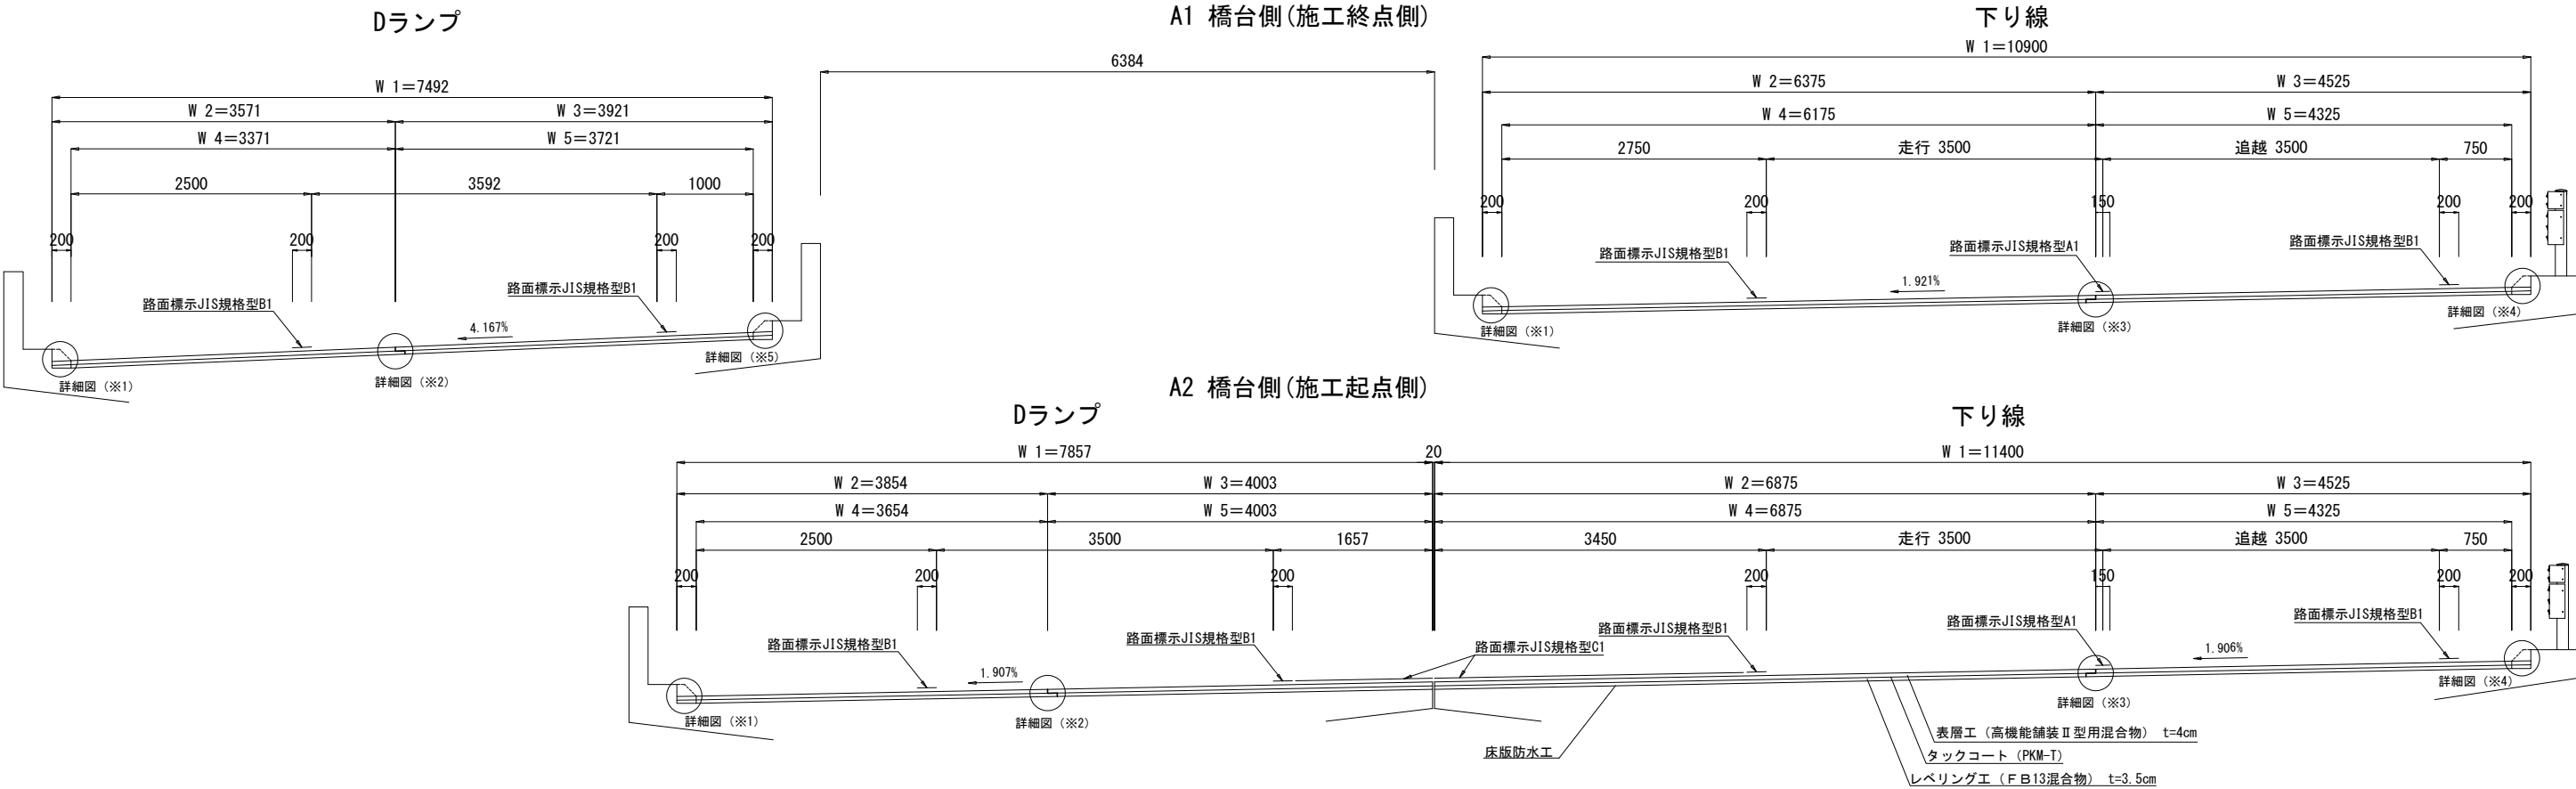 A1 橋台側(施工終点側)
Dランプ
W 1=7492
W 2=3571
W 3=3921
W 4=3371
W 5=3721
2500
3592
1000
200
200
200
200
路面標示JIS規格型B1
路面標示JIS規格型B1
4.167%
詳細図 (※1)
詳細図 (※2)
詳細図 (※5)
6384
下り線
W 1=10900
W 2=6375
W 3=4525
W 4=6175
W 5=4325
2750
走行 3500
追越 3500
750
200
200
150
200
200
路面標示JIS規格型B1
路面標示JIS規格型A1
路面標示JIS規格型B1
1.921%
詳細図 (※1)
詳細図 (※3)
詳細図 (※4)
A2 橋台側(施工起点側)
Dランプ
下り線
W 1=7857
20
W 1=11400
W 2=3854
W 3=4003
W 2=6875
W 3=4525
W 4=3654
W 5=4003
W 4=6875
W 5=4325
2500
3500
1657
3450
走行 3500
追越 3500
750
200
200
200
200
150
200
200
路面標示JIS規格型B1
路面標示JIS規格型B1
路面標示JIS規格型C1
路面標示JIS規格型B1
路面標示JIS規格型A1
路面標示JIS規格型B1
1.907%
1.906%
詳細図 (※1)
詳細図 (※2)
詳細図 (※3)
詳細図 (※4)
床版防水工
表層工 (高機能舗装Ⅱ型用混合物) t=4cm
タックコート (PKM-T)
レベリング工 (FB13混合物) t=3.5cm